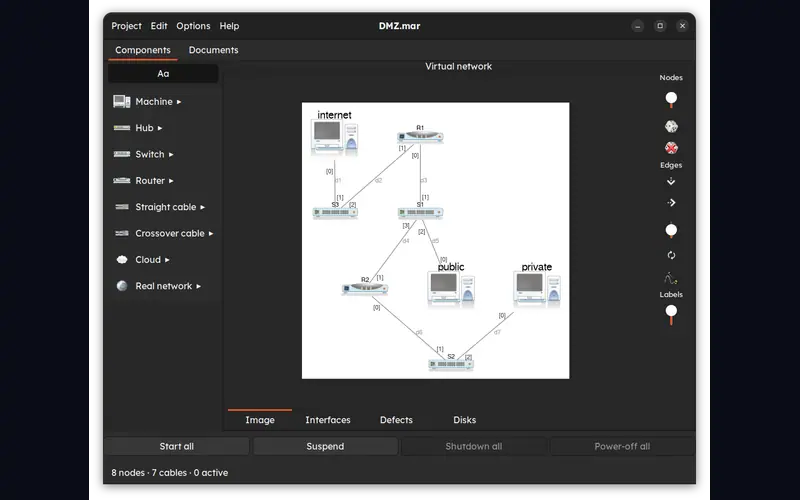 Project Edit Options Help DMZ.mar
Components Documents
Aa
Machine
Hub
Switch
Router
Straight cable
Crossover cable
Cloud
Real network
Virtual network
internet
R1
[1]
[0]
[0]
d1
d2
d3
[1]
[2]
[1]
S3
S1
[3]
[2]
d4
d5
[0]
public
private
R2
[1]
[0]
[0]
d6
d7
[1]
S2
[2]
Nodes
Edges
Labels
Image Interfaces Defects Disks
Start all Suspend Shutdown all Power-off all
8 nodes · 7 cables · 0 active